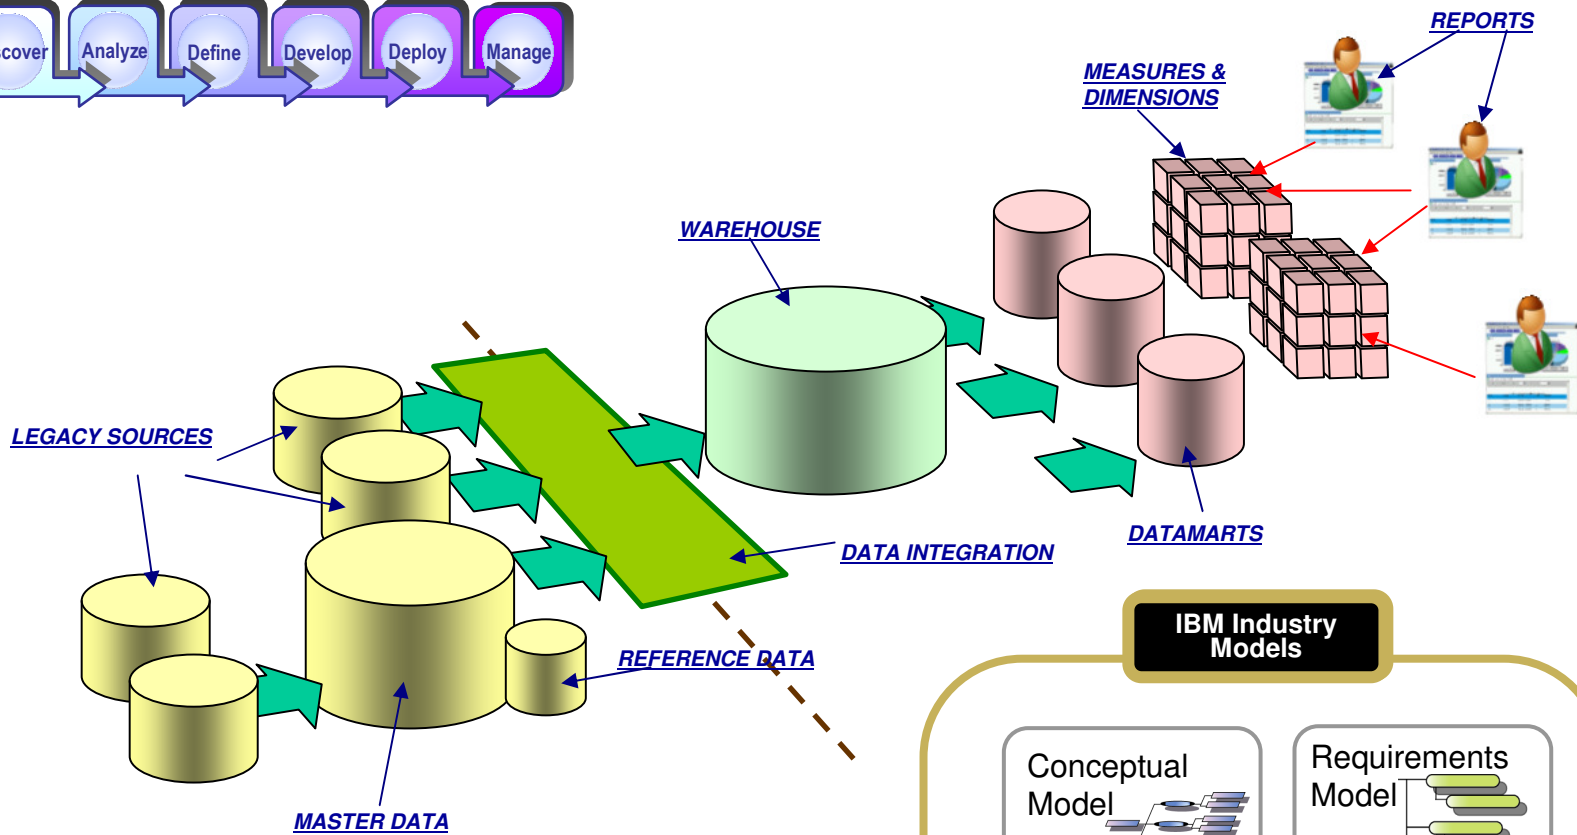 scover Analyze Define Develop Deploy Manage
REPORTS
MEASURES &
DIMENSIONS
WAREHOUSE
LEGACY SOURCES
DATAMARTS
DATA INTEGRATION
REFERENCE DATA
MASTER DATA
IBM Industry
Models
Conceptual
Model
Requirements
Model